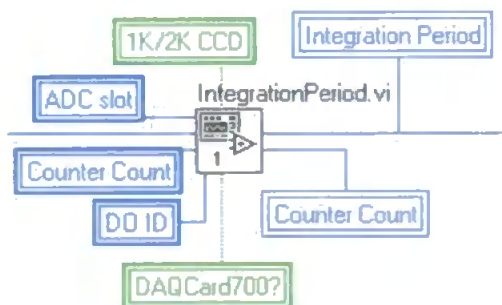 1K/2K CCD
Integration Period
ADC slot
IntegrationPeriod.vi
1
Counter Count
DO ID
Counter Count
DAQCard700?